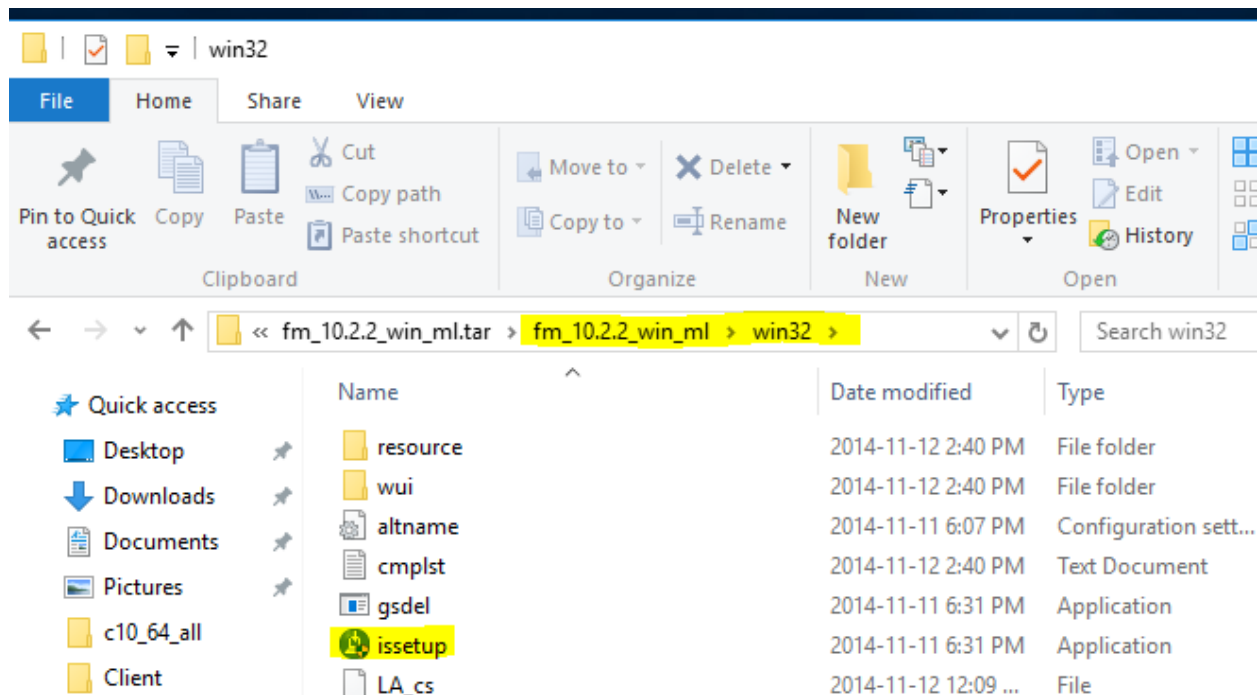 win32
File Home Share View
Pin to Quick access Copy Paste Cut Copy path Paste shortcut Move to Copy to Delete Rename New folder Properties Open Edit History
Clipboard Organize New Open
« fm_10.2.2_win_ml.tar > fm_10.2.2_win_ml > win32 > Search win32
Quick access
Desktop
Downloads
Documents
Pictures
c10_64_all
Client
Name Date modified Type
resource 2014-11-12 2:40 PM File folder
wui 2014-11-12 2:40 PM File folder
altname 2014-11-11 6:07 PM Configuration sett...
cmplst 2014-11-12 2:40 PM Text Document
gsdel 2014-11-11 6:31 PM Application
issetup 2014-11-11 6:31 PM Application
LA_cs 2014-11-12 12:09 ... File